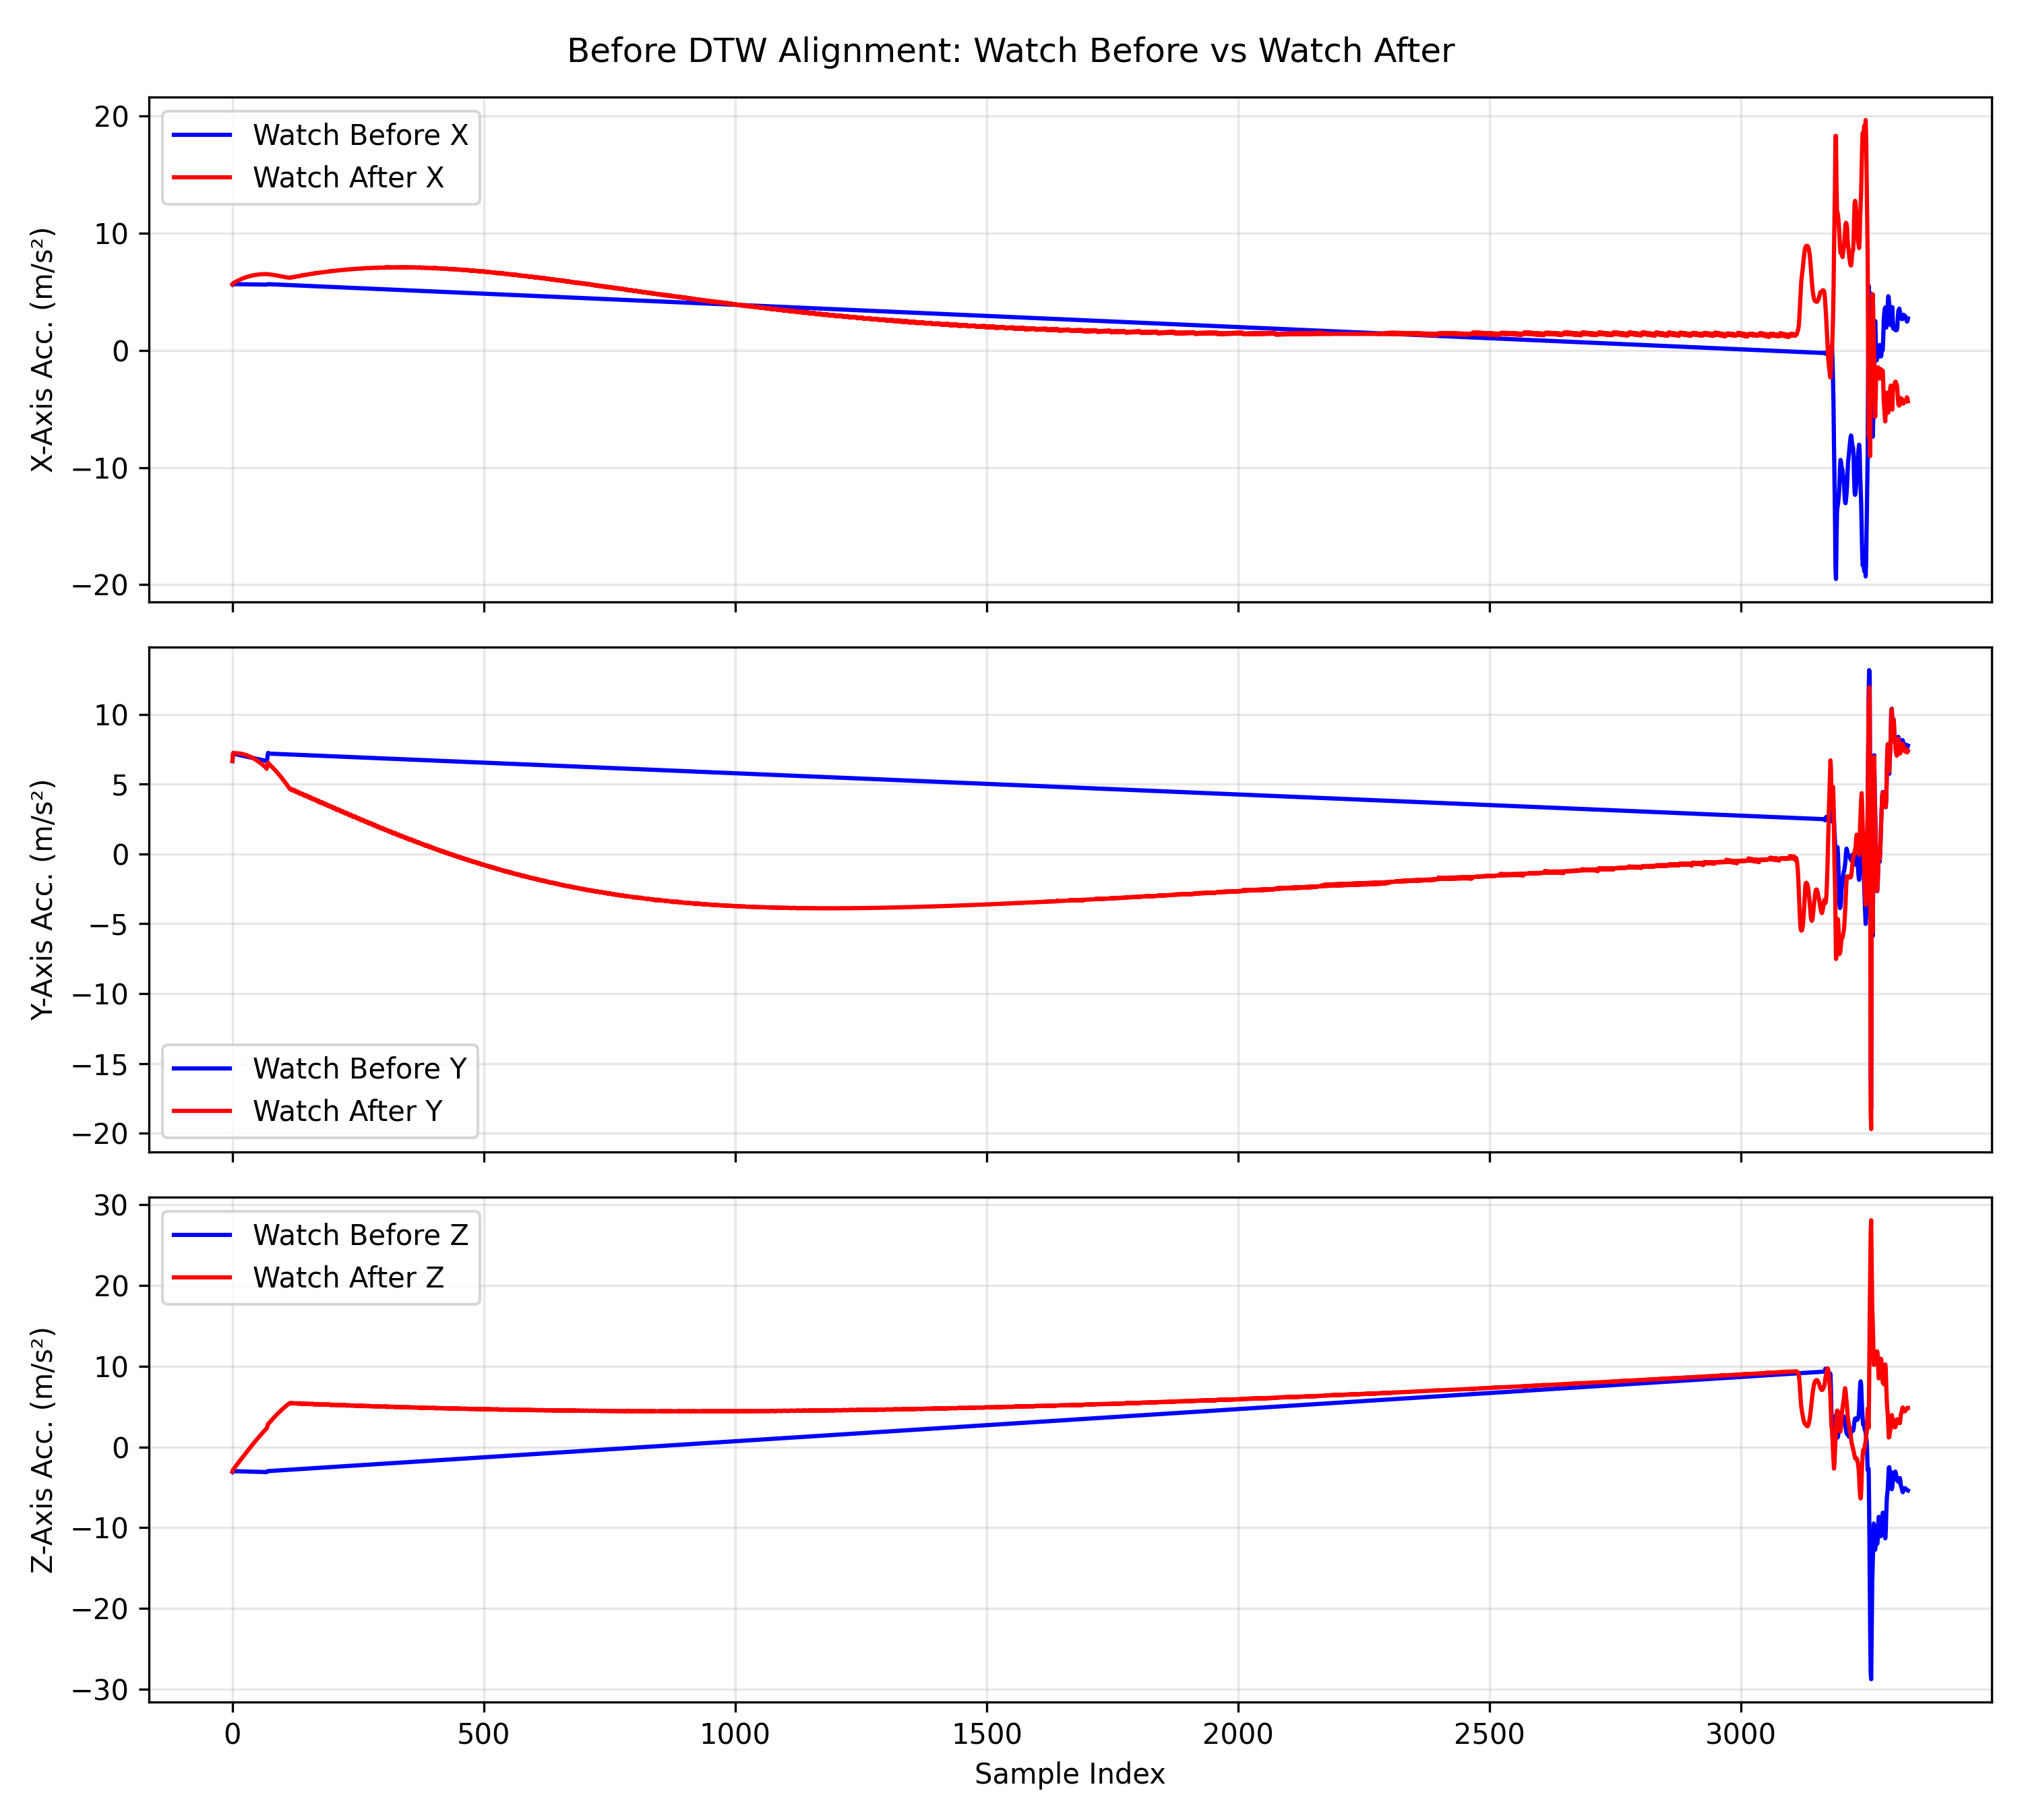 Before DTW Alignment: Watch Before vs Watch After
20
10
0
−10
−20
X-Axis Acc. (m/s²)
Watch Before X
Watch After X
10
5
0
−5
−10
−15
−20
Y-Axis Acc. (m/s²)
Watch Before Y
Watch After Y
30
20
10
0
−10
−20
−30
Z-Axis Acc. (m/s²)
Watch Before Z
Watch After Z
0 500 1000 1500 2000 2500 3000
Sample Index